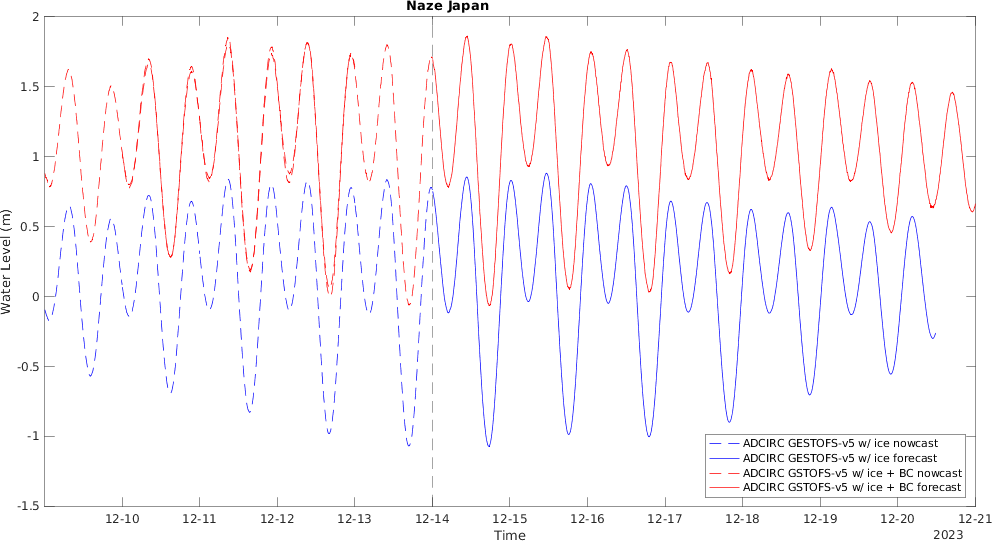 Naze Japan
2
1.5
1
0.5
0
-0.5
-1
-1.5
Water Level (m)
12-10 12-11 12-12 12-13 12-14 12-15 12-16 12-17 12-18 12-19 12-20 12-21
Time
2023
ADCIRC GESTOFS-v5 w/ ice nowcast
ADCIRC GESTOFS-v5 w/ ice forecast
ADCIRC GSTOFS-v5 w/ ice + BC nowcast
ADCIRC GSTOFS-v5 w/ ice + BC forecast